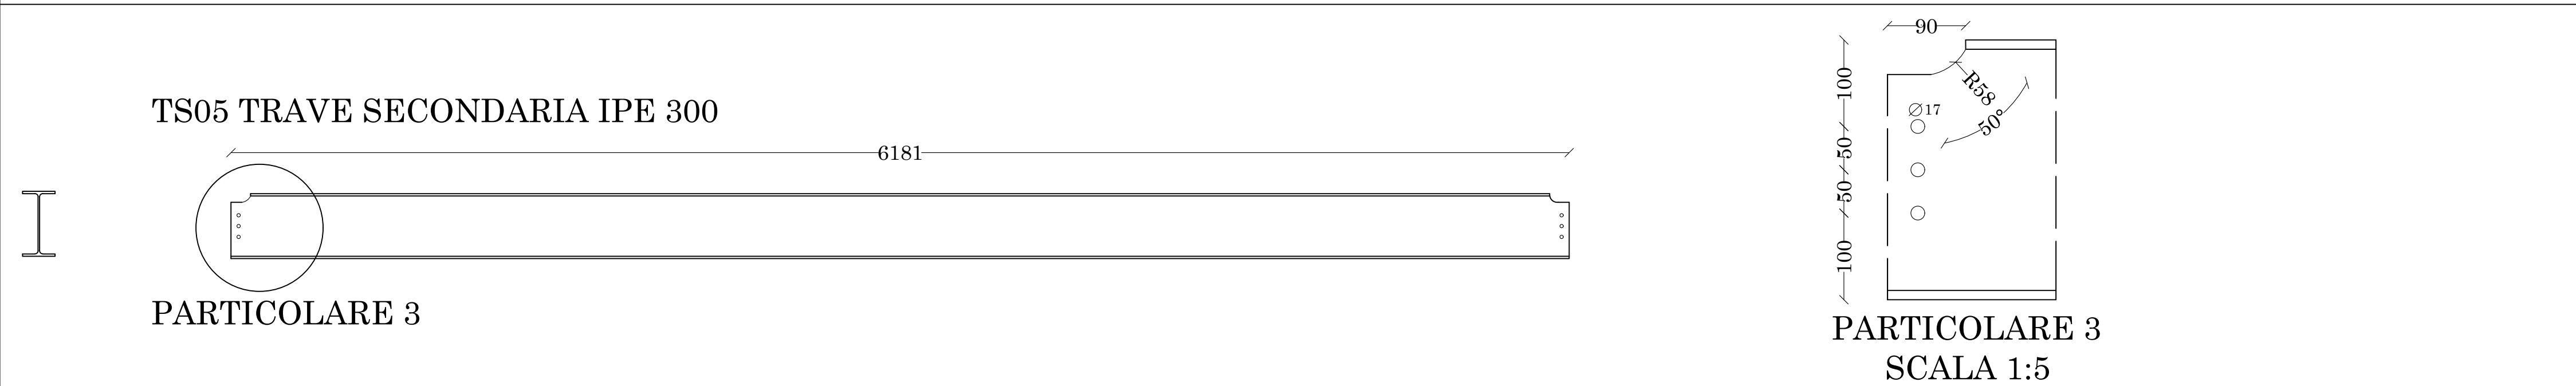 TS05 TRAVE SECONDARIA IPE 300
6181
PARTICOLARE 3
90
100
50
50
100
R58
50°
Ø17
PARTICOLARE 3
SCALA 1:5